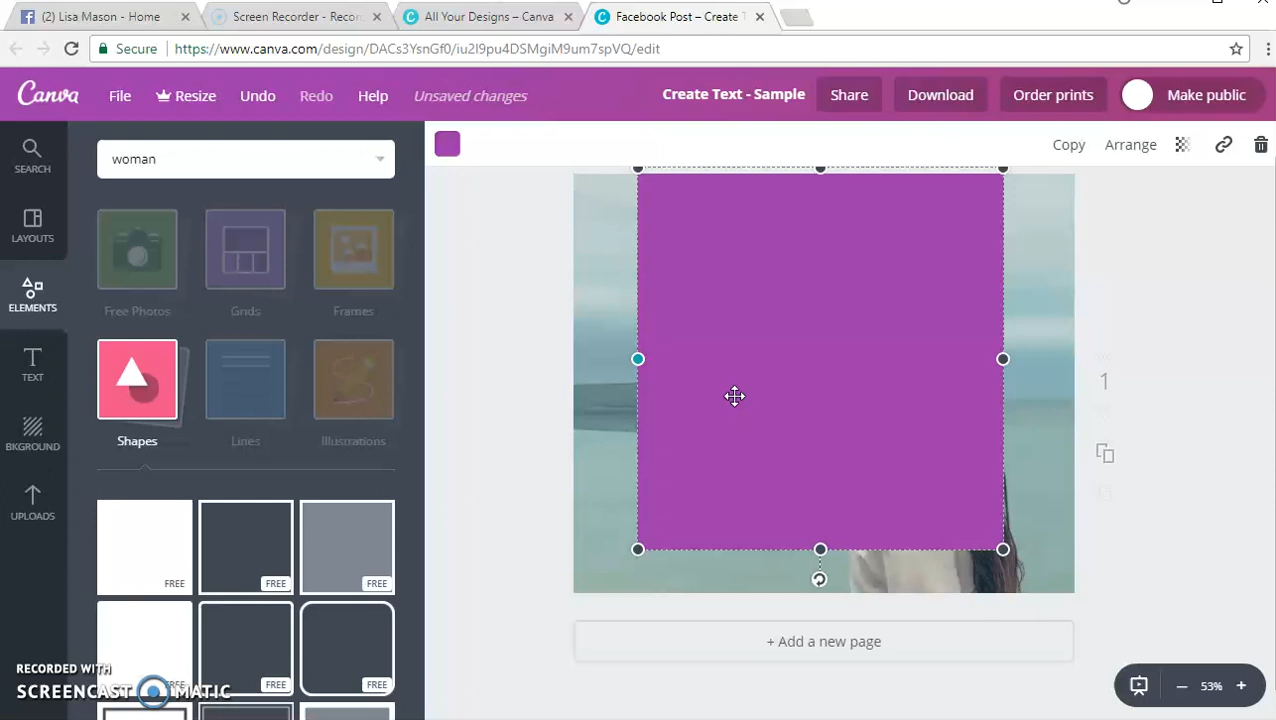 (2) Lisa Mason - Home
Screen Recorder - Record
All Your Designs – Canva
Facebook Post – Create T
Secure
https://www.canva.com/design/DACs3YsnGf0/iu2I9pu4DSMgiM9um7spVQ/edit
Canva
File
Resize
Undo
Redo
Help
Unsaved changes
Create Text - Sample
Share
Download
Order prints
Make public
SEARCH
woman
Copy
Arrange
LAYOUTS
ELEMENTS
Free Photos
Grids
Frames
TEXT
1
BKGROUND
Shapes
Lines
Illustrations
UPLOADS
FREE
FREE
FREE
+ Add a new page
RECORDED WITH
SCREENCAST MATIC
FREE
FREE
FREE
53%